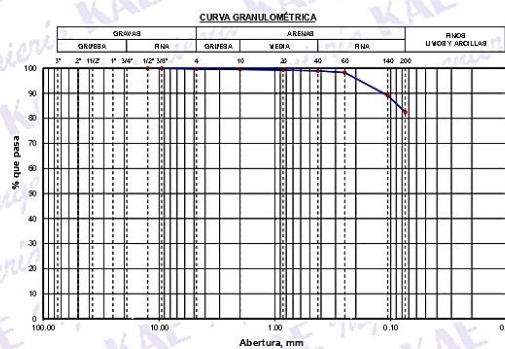 CURVA GRANULOMÉTRICA
GRAVAS ARENAS FINOS
LIMOS Y ARCILLAS
GRUESA FINA GRUESA MEDIA FINA
3" 2" 1 1/2" 1" 3/4" 1/2" 3/8" 4 10 20 40 60 140 200
% que pasa
100
90
80
70
60
50
40
30
20
10
0
100.00 10.00 1.00 0.10
Abertura, mm
KAE